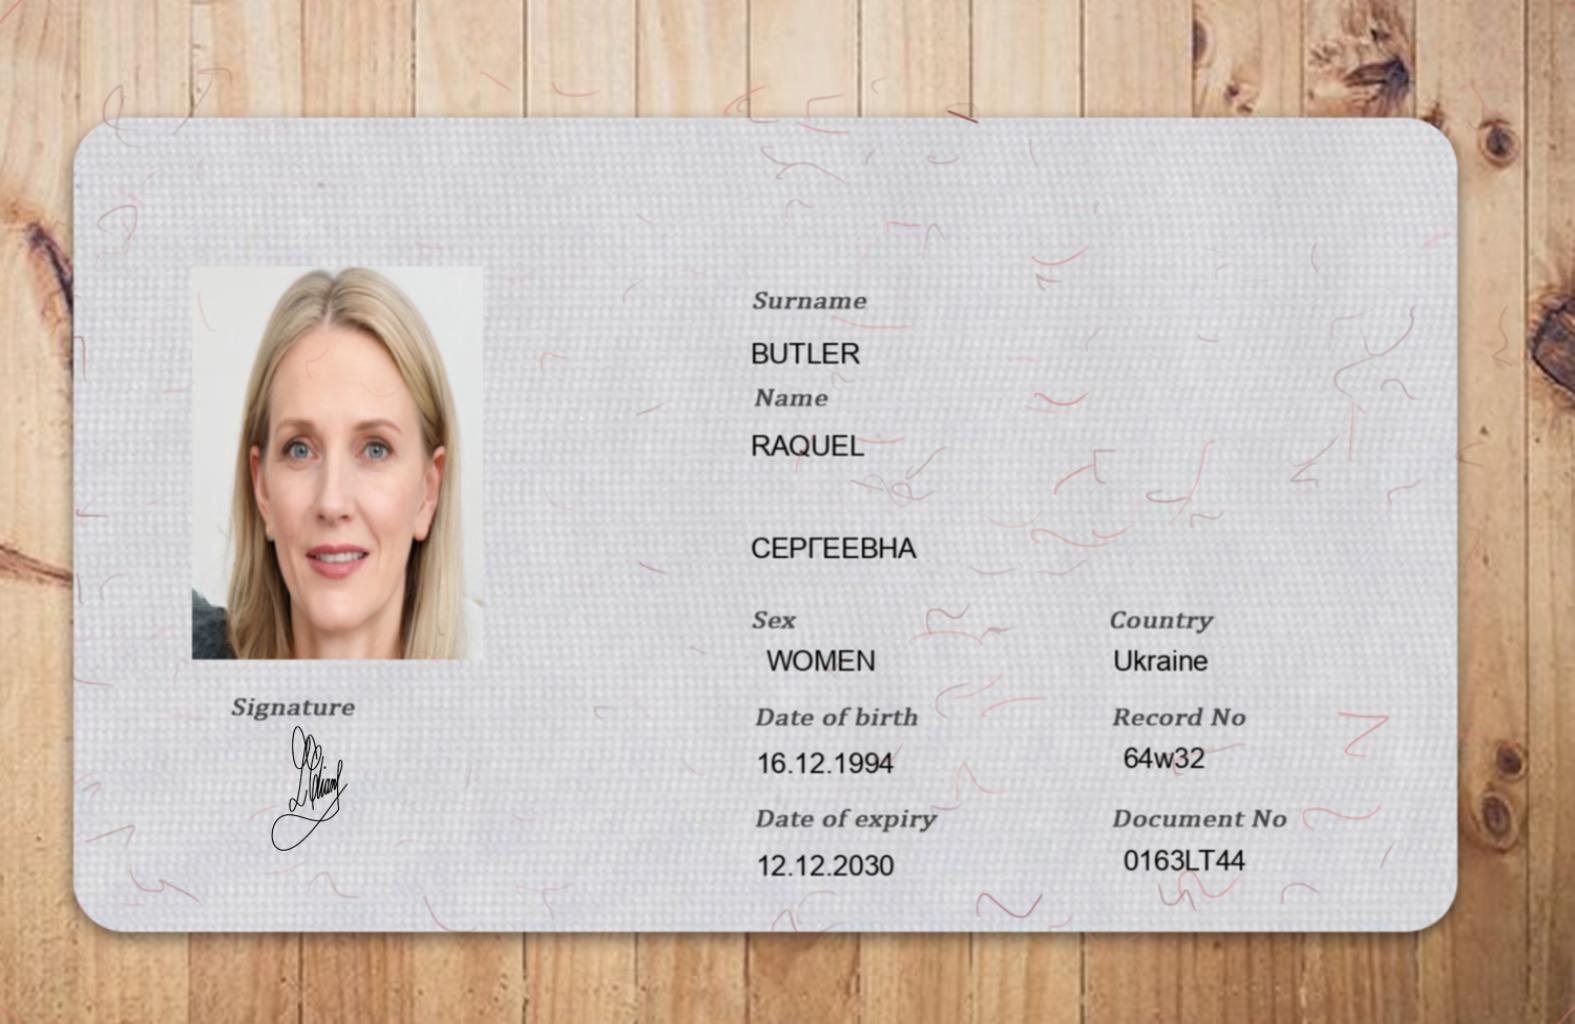 Surname
BUTLER
Name
RAQUEL
СЕРГЕЕВНА
Sex
WOMEN
Country
Ukraine
Date of birth
16.12.1994
Record No
64w32
Date of expiry
12.12.2030
Document No
0163LT44
Signature